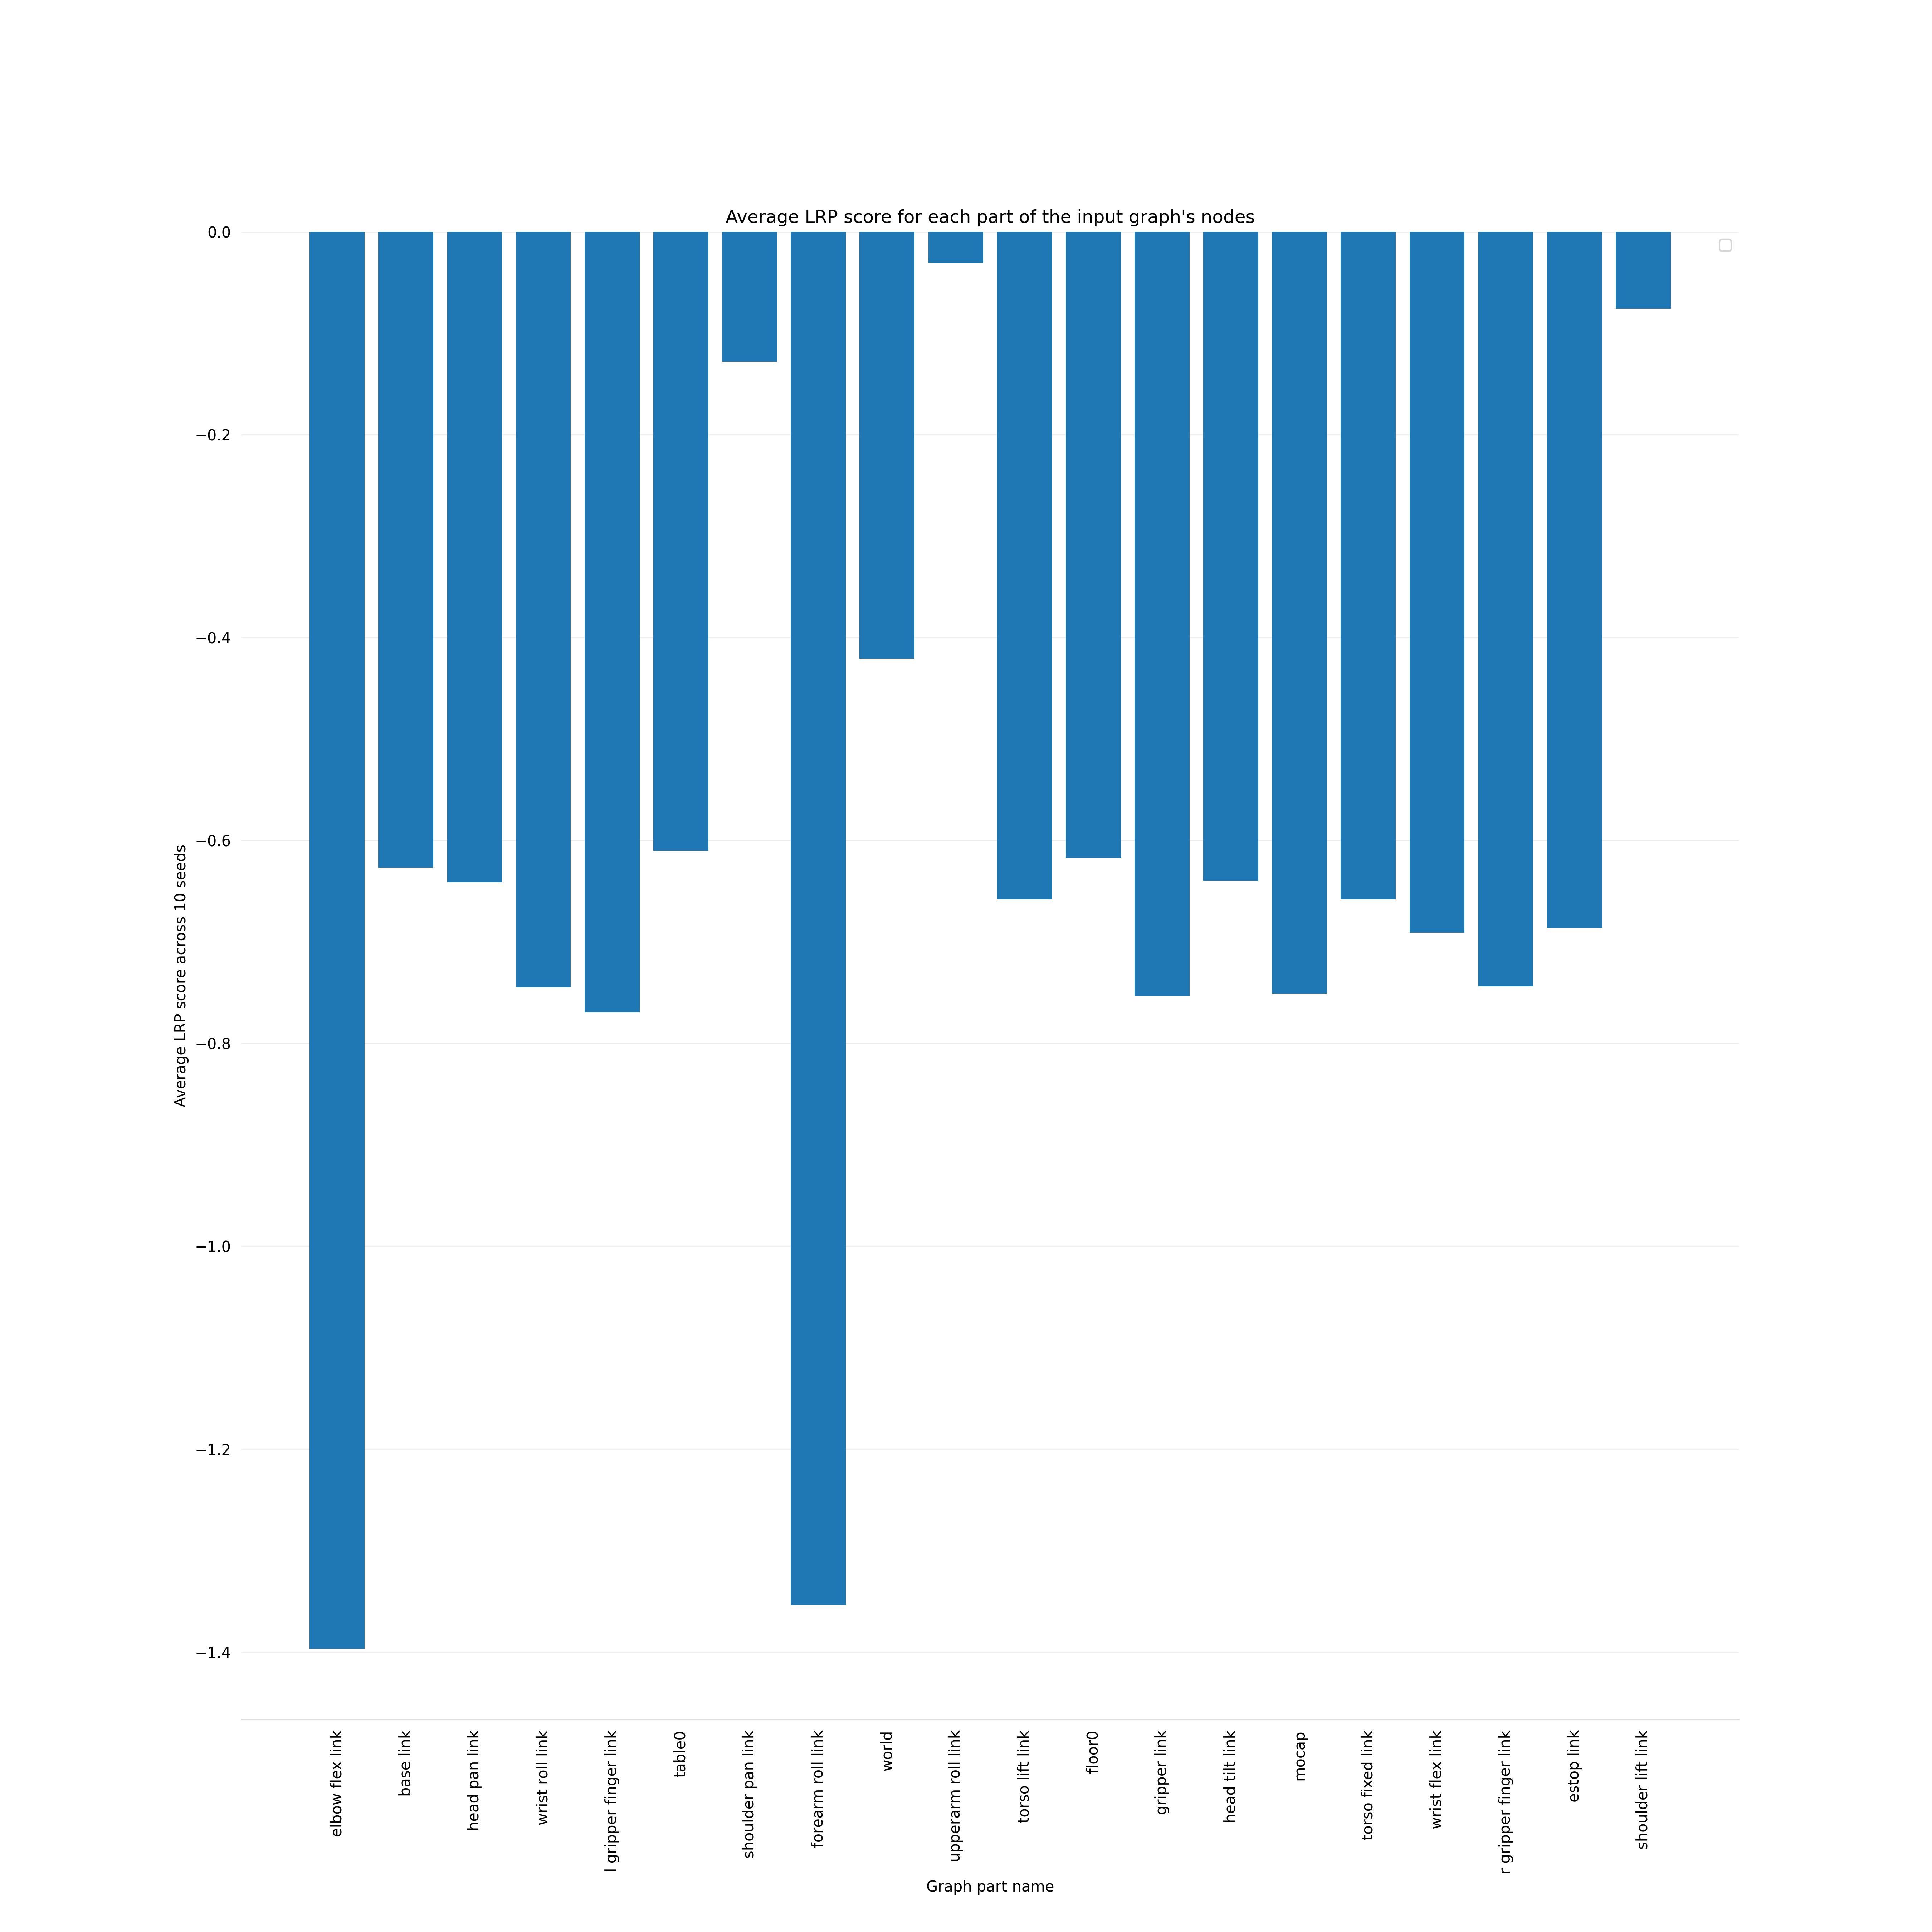 Average LRP score for each part of the input graph's nodes
0.0
−0.2
−0.4
−0.6
−0.8
−1.0
−1.2
−1.4
Average LRP score across 10 seeds
elbow flex link
base link
head pan link
wrist roll link
l gripper finger link
table0
shoulder pan link
forearm roll link
world
upperarm roll link
torso lift link
floor0
gripper link
head tilt link
mocap
torso fixed link
wrist flex link
r gripper finger link
estop link
shoulder lift link
Graph part name